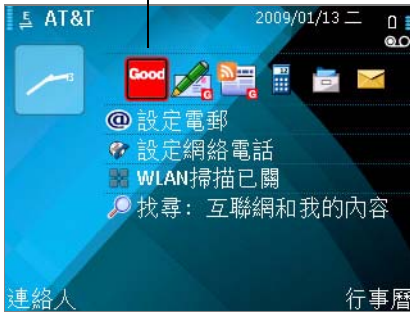 E AT&T 2009/01/13 二
Good G G
設定電郵
設定網絡電話
WLAN掃描已關
找尋: 互聯網和我的內容
連絡人 行事曆